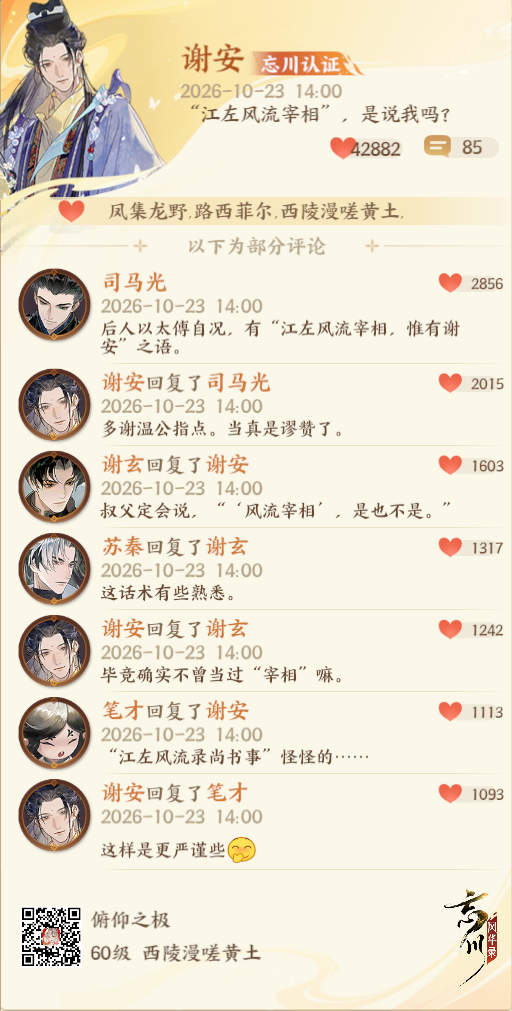 谢安 忘川认证
2026-10-23 14:00
“江左风流宰相”，是说我吗？
42882 85
凤集龙野,路西菲尔,西陵漫嗟黄土,
以下为部分评论
司马光 2856
2026-10-23 14:00
后人以太傅自况，有“江左风流宰相，惟有谢
安”之语。
谢安回复了司马光 2015
2026-10-23 14:00
多谢温公指点。当真是谬赞了。
谢玄回复了谢安 1603
2026-10-23 14:00
叔父定会说，“‘风流宰相’，是也不是。”
苏秦回复了谢玄 1317
2026-10-23 14:00
这话术有些熟悉。
谢安回复了谢玄 1242
2026-10-23 14:00
毕竟确实不曾当过“宰相”嘛。
笔才回复了谢安 1113
2026-10-23 14:00
“江左风流录尚书事”怪怪的……
谢安回复了笔才 1093
2026-10-23 14:00
这样是更严谨些
俯仰之极
60级 西陵漫嗟黄土
忘川
风华录